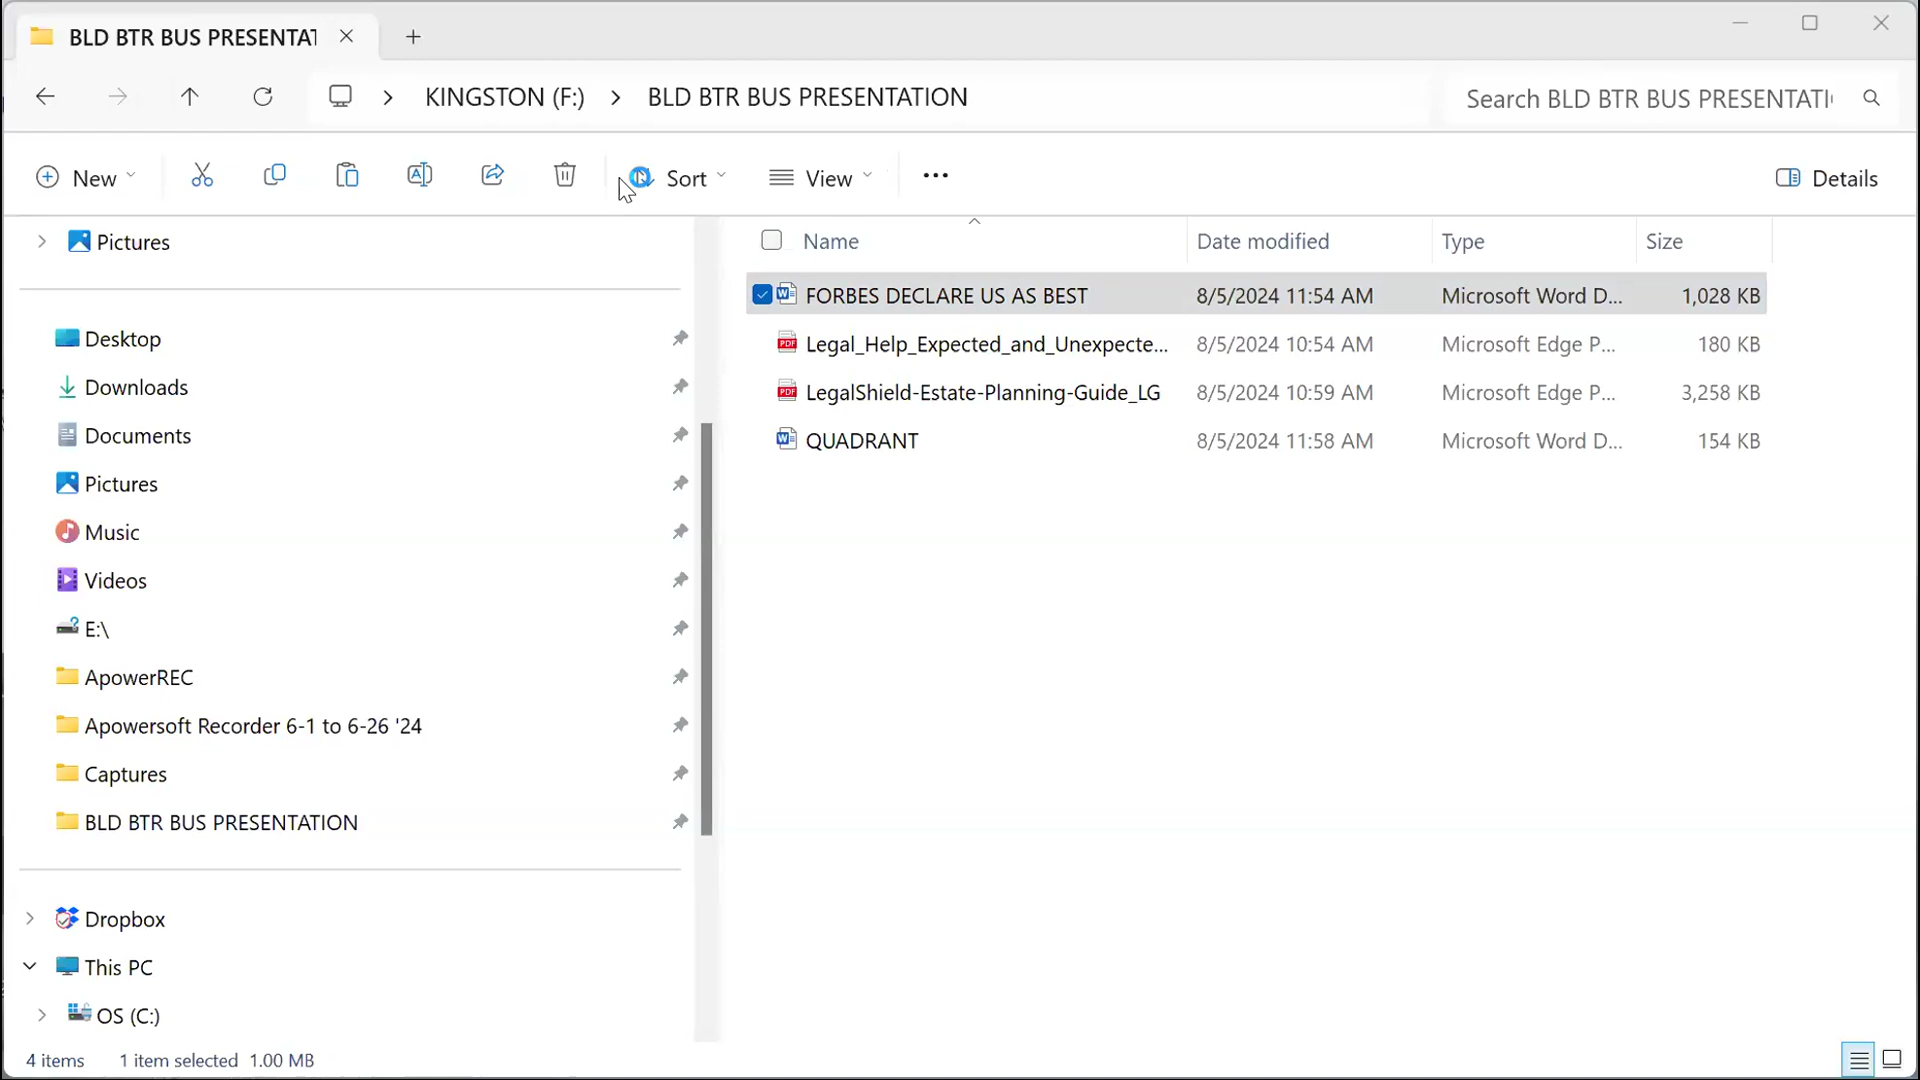 BLD BTR BUS PRESENTAT
KINGSTON (F:)
BLD BTR BUS PRESENTATION
Search BLD BTR BUS PRESENTATI
New
Sort
View
Details
Pictures
Desktop
Downloads
Documents
Pictures
Music
Videos
E:\
ApowerREC
Apowersoft Recorder 6-1 to 6-26 '24
Captures
BLD BTR BUS PRESENTATION
Dropbox
This PC
OS (C:)
Name Date modified Type Size
FORBES DECLARE US AS BEST 8/5/2024 11:54 AM Microsoft Word D... 1,028 KB
Legal_Help_Expected_and_Unexpecte... 8/5/2024 10:54 AM Microsoft Edge P... 180 KB
LegalShield-Estate-Planning-Guide_LG 8/5/2024 10:59 AM Microsoft Edge P... 3,258 KB
QUADRANT 8/5/2024 11:58 AM Microsoft Word D... 154 KB
4 items 1 item selected 1.00 MB